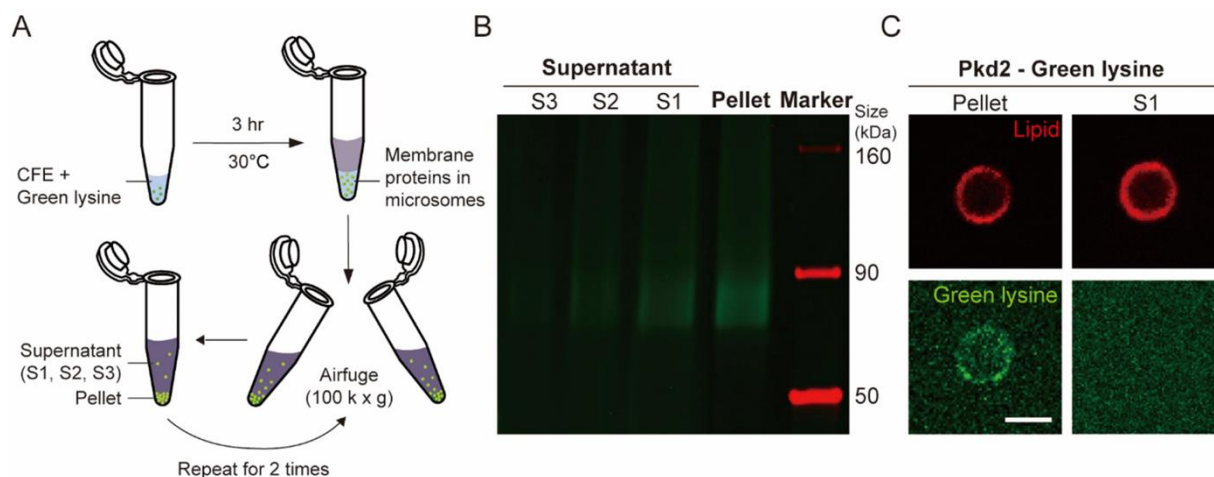 A
CFE +
Green lysine
3 hr
30°C
Membrane
proteins in
microsomes
Supernatant
(S1, S2, S3)
Pellet
Airfuge
(100 k x g)
Repeat for 2 times
B
Supernatant
S3 S2 S1 Pellet Marker
Size
(kDa)
160
90
50
C
Pkd2 - Green lysine
Pellet S1
Lipid
Green lysine